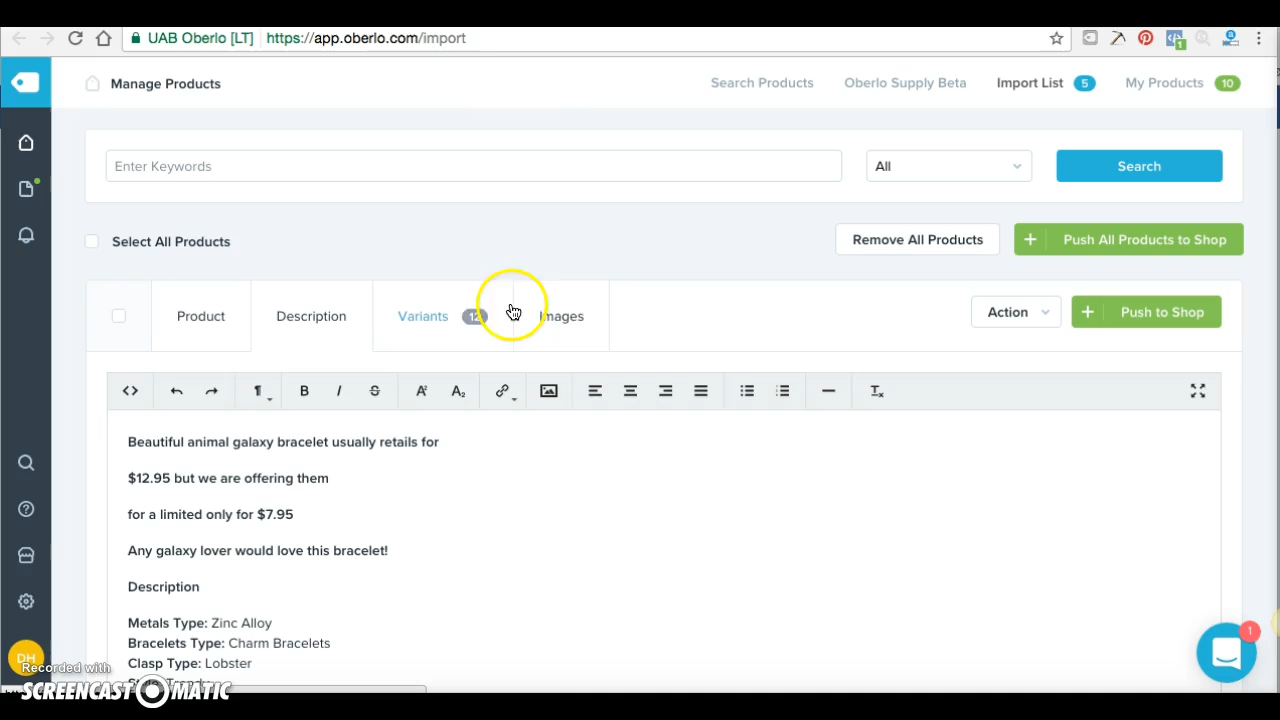 UAB Oberlo [LT] https://app.oberlo.com/import
Manage Products Search Products Oberlo Supply Beta Import List 5 My Products 10
Enter Keywords All Search
Select All Products Remove All Products + Push All Products to Shop
Product Description Variants 12 Images Action + Push to Shop
Beautiful animal galaxy bracelet usually retails for
$12.95 but we are offering them
for a limited only for $7.95
Any galaxy lover would love this bracelet!
Description
Metals Type: Zinc Alloy
Bracelets Type: Charm Bracelets
Clasp Type: Lobster
1
DH
Recorded with
SCREENCAST-O-MATIC